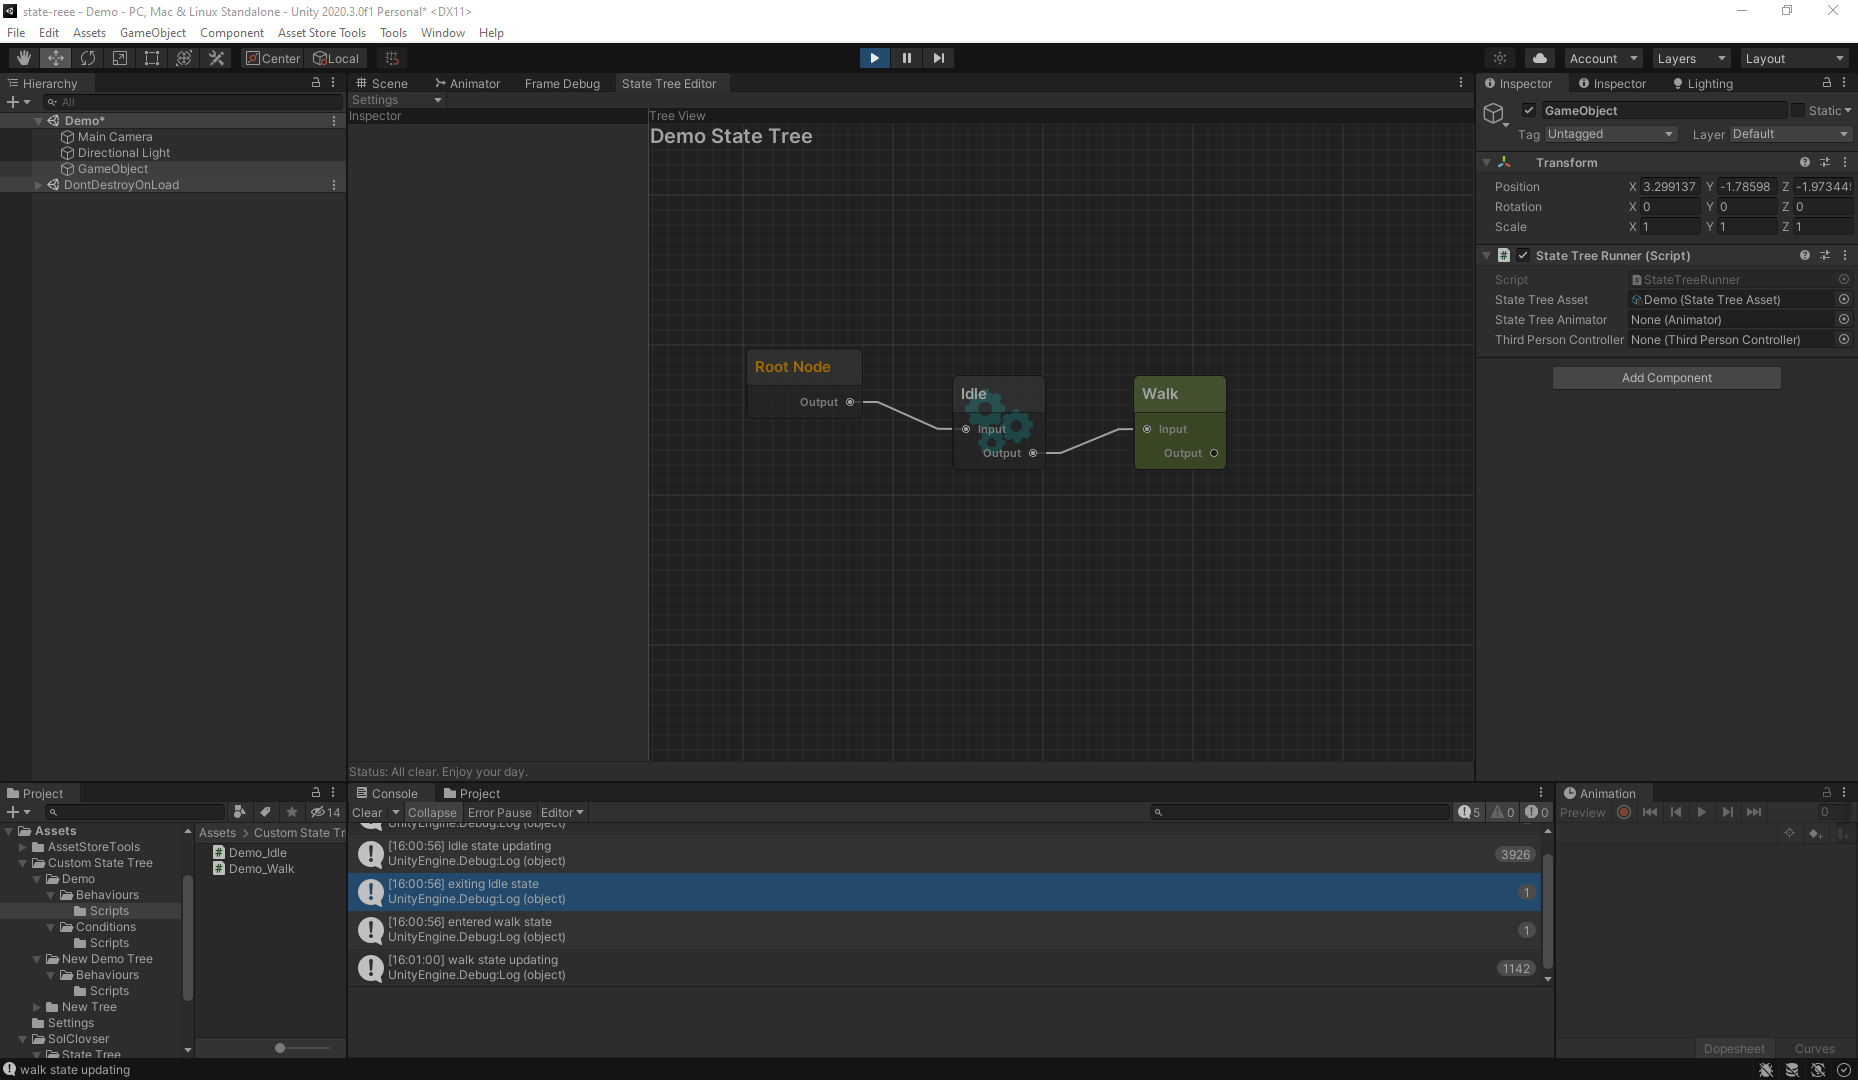 state-reee - Demo - PC, Mac & Linux Standalone - Unity 2020.3.0f1 Personal* <DX11>
File Edit Assets GameObject Component Asset Store Tools Tools Window Help
Center Local Account Layers Layout
Hierarchy
All
Demo*
Main Camera
Directional Light
GameObject
DontDestroyOnLoad
Scene Animator Frame Debug State Tree Editor
Settings
Inspector
Tree View
Demo State Tree
Root Node
Output
Idle
Input
Output
Walk
Input
Output
Status: All clear. Enjoy your day.
Inspector Inspector Lighting
GameObject Static
Tag Untagged Layer Default
Transform
Position X 3.299137 Y -1.78598 Z -1.973445
Rotation X 0 Y 0 Z 0
Scale X 1 Y 1 Z 1
State Tree Runner (Script)
Script StateTreeRunner
State Tree Asset Demo (State Tree Asset)
State Tree Animator None (Animator)
Third Person Controller None (Third Person Controller)
Add Component
Project
14
Assets
AssetStoreTools
Custom State Tree
Demo
Behaviours
Scripts
Conditions
Scripts
New Demo Tree
Behaviours
Scripts
New Tree
Settings
SolClovser
State Tree
Assets > Custom State Tr
Demo_Idle
Demo_Walk
Console Project
Clear Collapse Error Pause Editor 5 0 0
UnityEngine.Debug:Log (object)
[16:00:56] Idle state updating
UnityEngine.Debug:Log (object)
3926
[16:00:56] exiting Idle state
UnityEngine.Debug:Log (object)
1
[16:00:56] entered walk state
UnityEngine.Debug:Log (object)
1
[16:01:00] walk state updating
UnityEngine.Debug:Log (object)
1142
Animation
Preview 0
Dopesheet Curves
walk state updating